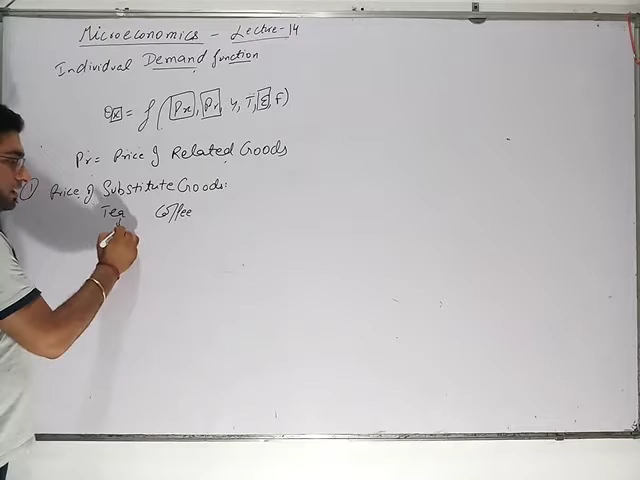 Microeconomics - Lecture-14
Individual Demand function
Qx = f(Px, Pr, Y, T, E, F)
Pr = Price of Related Goods
① Price of Substitute Goods:
Tea Coffee